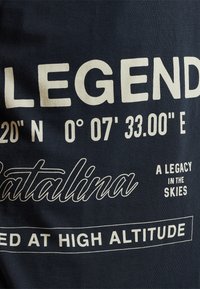 LEGEND
20" N 0° 07' 33.00" E
Catalina
A LEGACY
IN THE
SKIES
ED AT HIGH ALTITUDE